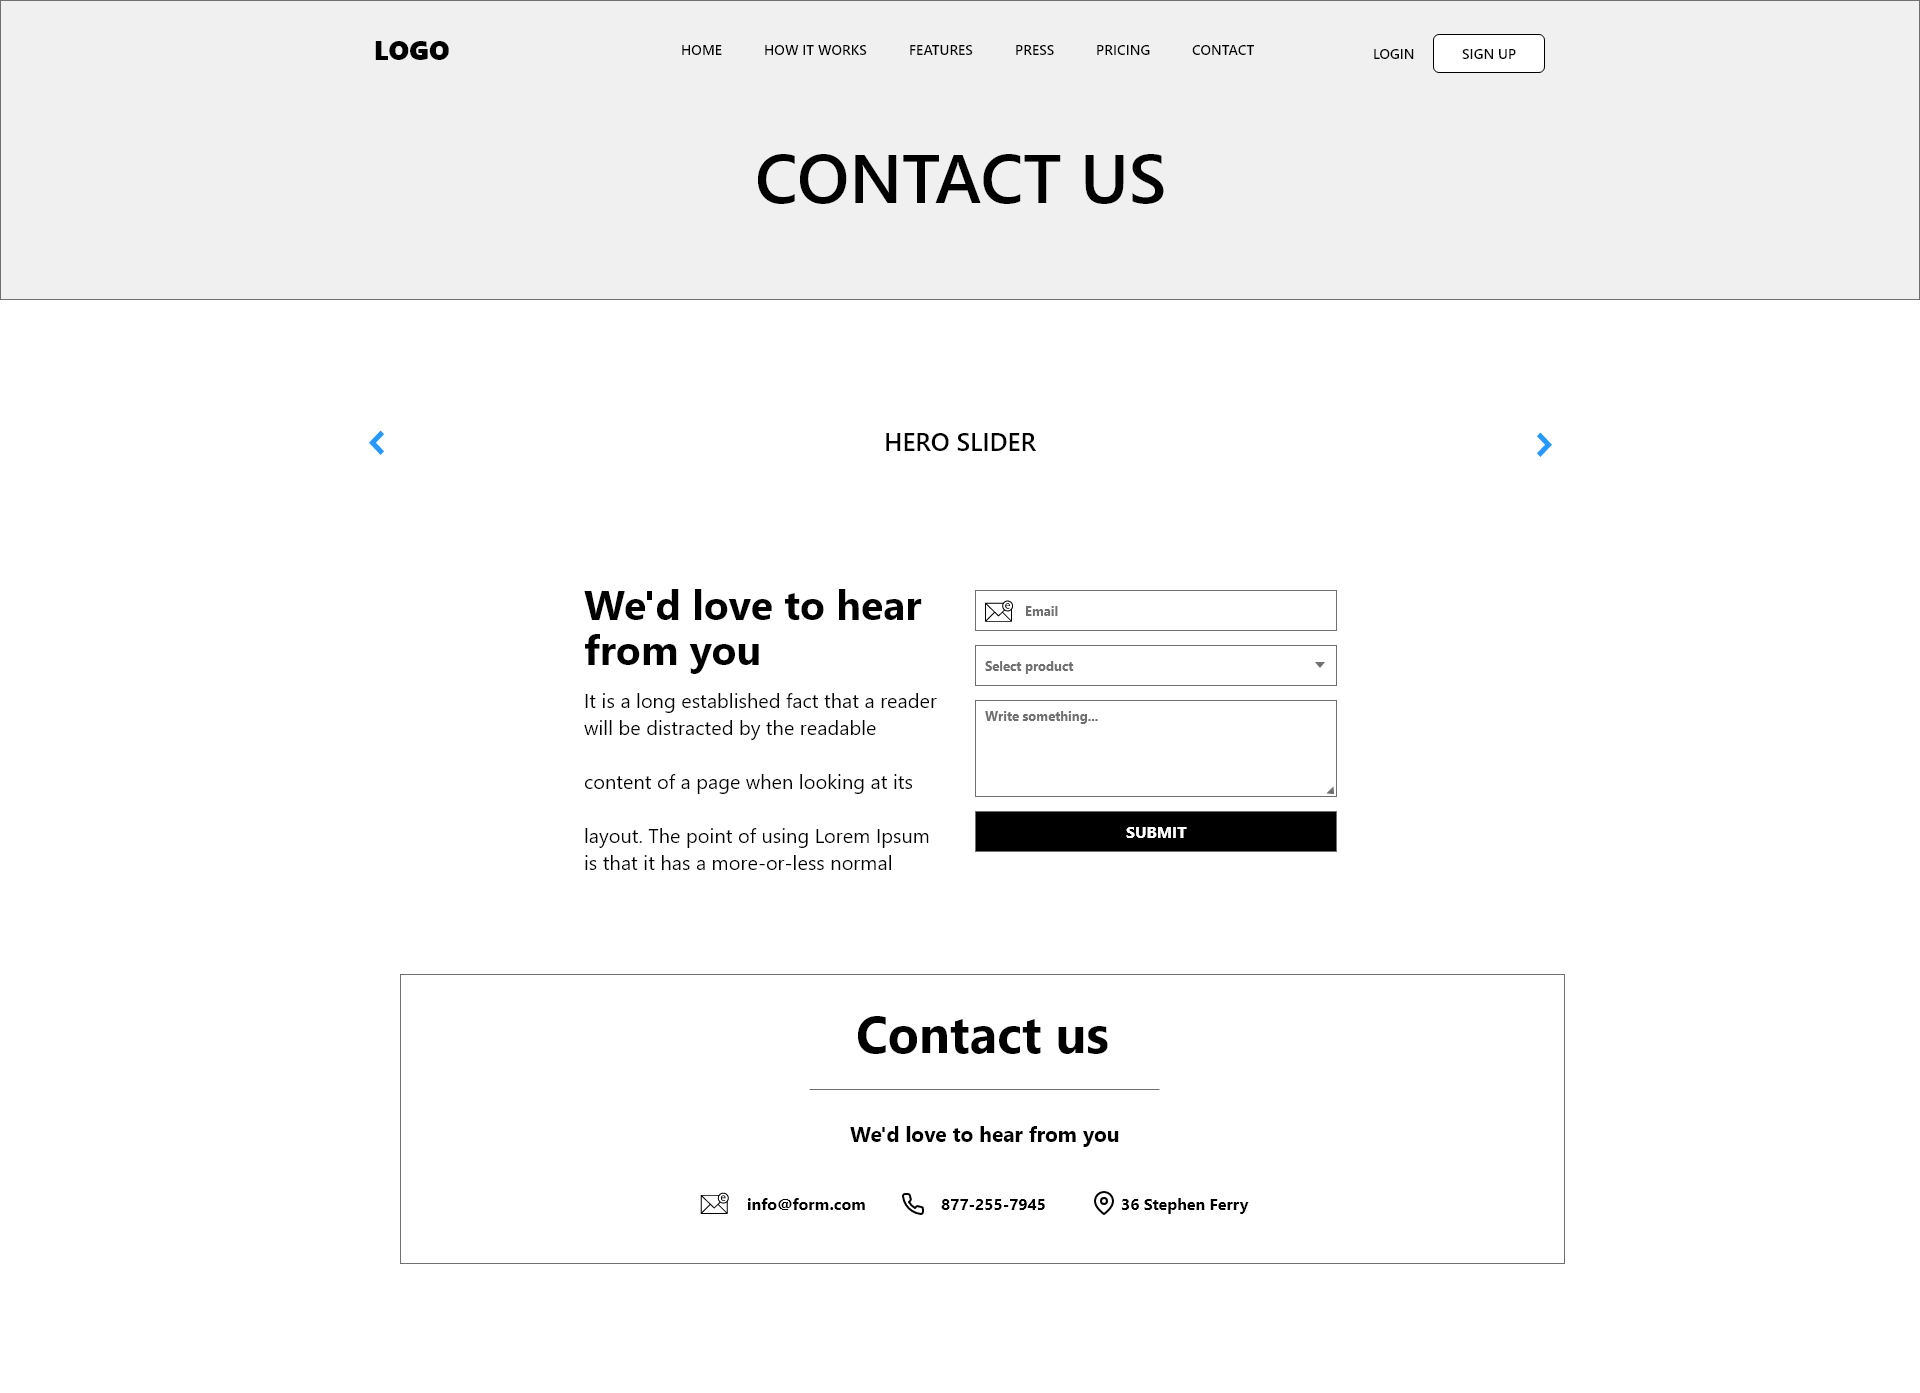 LOGO
HOME HOW IT WORKS FEATURES PRESS PRICING CONTACT
LOGIN SIGN UP
CONTACT US
HERO SLIDER
We'd love to hear
from you
It is a long established fact that a reader
will be distracted by the readable
content of a page when looking at its
layout. The point of using Lorem Ipsum
is that it has a more-or-less normal
Email
Select product
Write something...
SUBMIT
Contact us
We'd love to hear from you
info@form.com 877-255-7945 36 Stephen Ferry